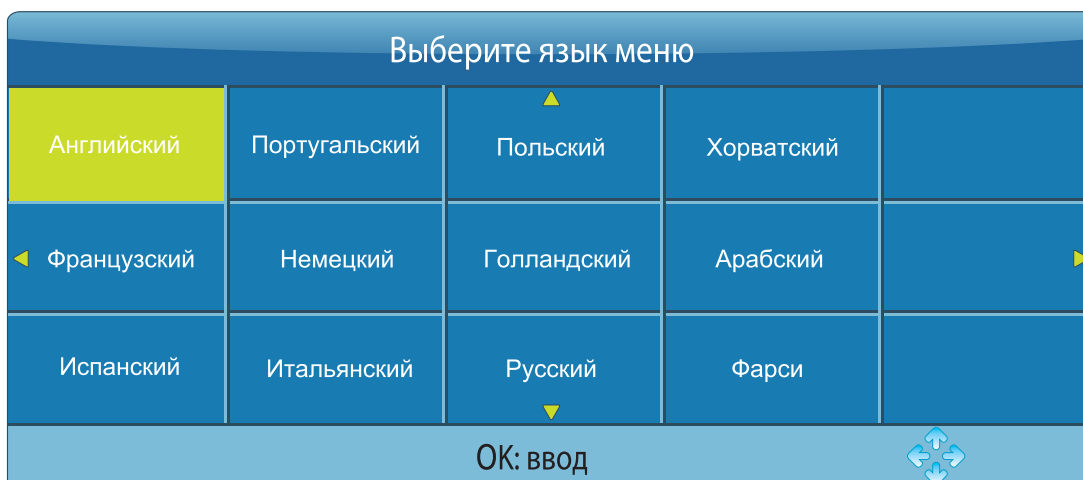 Выберите язык меню
Английский Португальский Польский Хорватский
Французский Немецкий Голландский Арабский
Испанский Итальянский Русский Фарси
OK: ввод